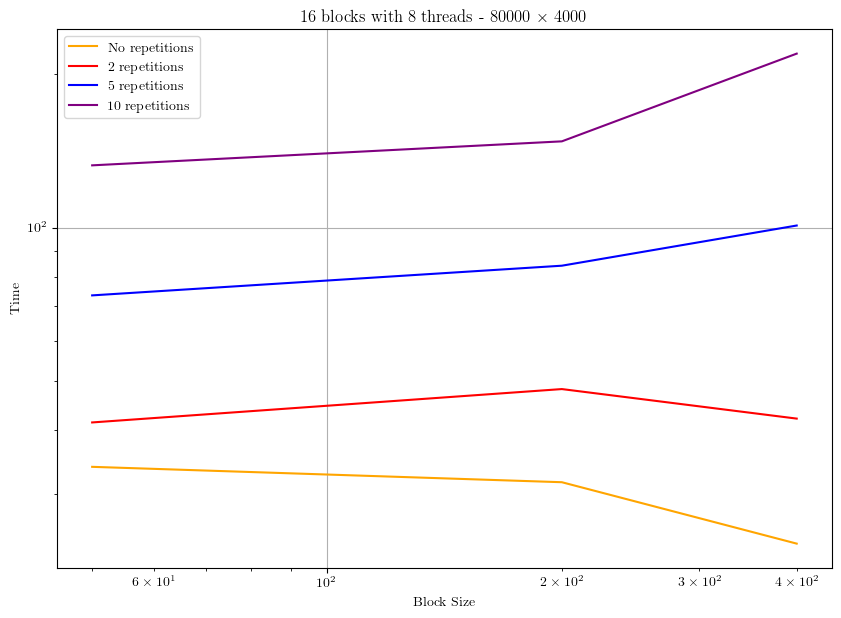 16 blocks with 8 threads - 80000 × 4000
No repetitions
2 repetitions
5 repetitions
10 repetitions
10²
Time
6 × 10¹
10²
2 × 10²
3 × 10²
4 × 10²
Block Size